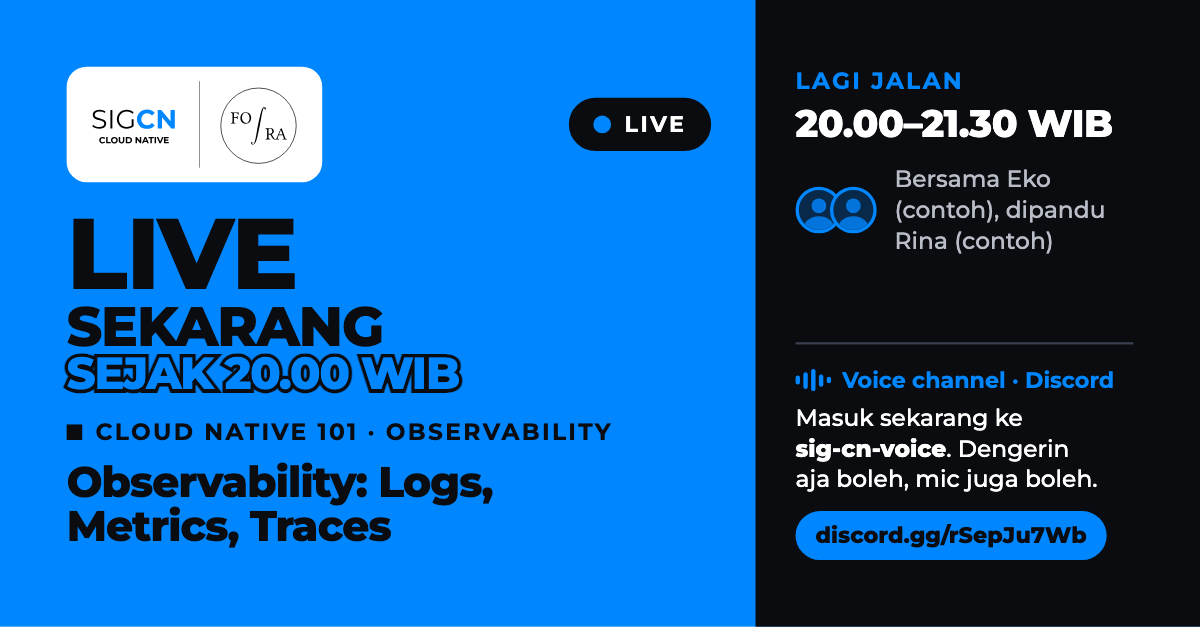 SIGCN
CLOUD NATIVE
FO
RA
LIVE
LIVE
SEKARANG
SEJAK 20.00 WIB
■ CLOUD NATIVE 101 · OBSERVABILITY
Observability: Logs,
Metrics, Traces
LAGI JALAN
20.00–21.30 WIB
Bersama Eko
(contoh), dipandu
Rina (contoh)
Voice channel · Discord
Masuk sekarang ke
sig-cn-voice. Dengerin
aja boleh, mic juga boleh.
discord.gg/rSepJu7Wb